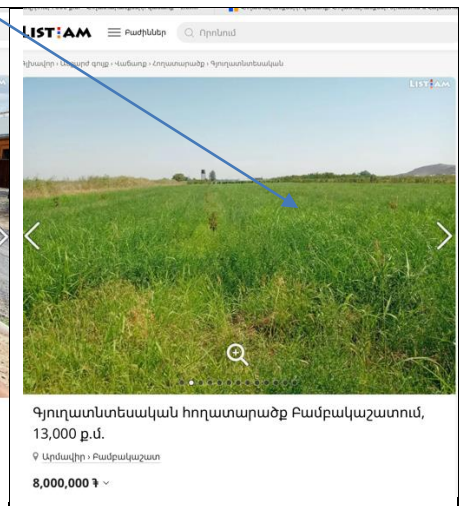 LIST.AM
Բաժիններ
Որոնում
Գլխավոր › Անշարժ գույք › Վաճառք › Հողատարածք › Գյուղատնտեսական
LIST.AM
Գյուղատնտեսական հողատարածք Բամբակաշատում,
13,000 ք.մ.
Արմավիր › Բամբակաշատ
8,000,000 ֏